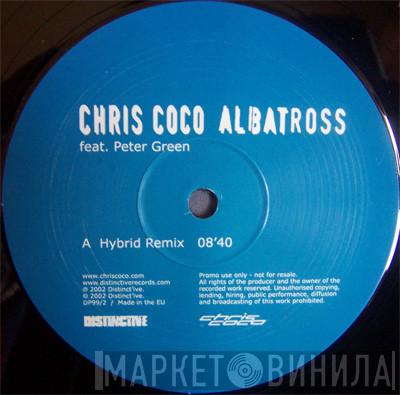 CHRIS COCO ALBATROSS
feat. Peter Green
A Hybrid Remix 08'40
www.chriscoco.com
www.distinctiverecords.com
℗ 2002 Distinct'ive.
© 2002 Distinct'ive.
DP99/2 / Made in the EU
Promo use only - not for resale.
All rights of the producer and the owner of the
recorded work reserved. Unauthorised copying,
lending, hiring, public performance, diffusion
and broadcasting of this work prohibited.
DISTINCTIVE
chris coco
МАРКЕТ ВИНИЛА